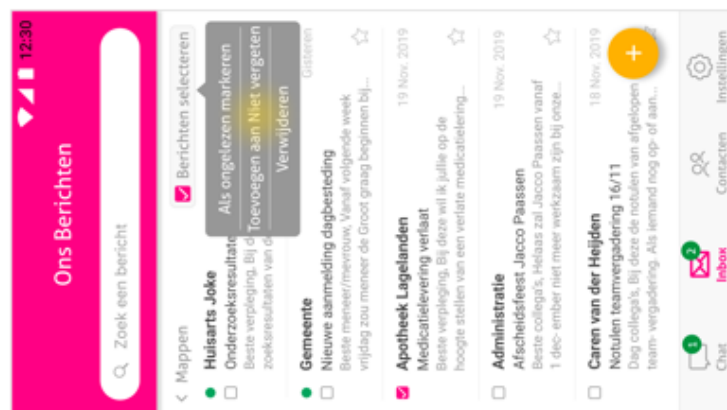 12:30
Ons Berichten
Zoek een bericht
Mappen
Berichten selecteren
Als ongelezen markeren
Toevoegen aan Niet vergeten
Verwijderen
Huisarts Joke
Onderzoeksresultate
Beste verpleging, Bij d
zoeksresultaten van de
Gemeente
Gisteren
Nieuwe aanmelding dagbesteding
Beste meneer/mevrouw, Vanaf volgende week
vrijdag zou meneer de Groot graag beginnen bij...
Apotheek Lagelanden
19 Nov. 2019
Medicatielevering verlaat
Beste verpleging, Bij deze wil ik jullie op de
hoogte stellen van een verlate medicatielering...
Administratie
19 Nov. 2019
Afscheidsfeest Jacco Paassen
Beste collega's, Helaas zal Jacco Paassen vanaf
1 dec- ember niet meer werkzaam zijn bij onze...
Caren van der Heijden
18 Nov. 2019
Notulen teamvergadering 16/11
Dag collega's, Bij deze de notulen van afgelopen
team- vergadering. Als iemand nog op- of aan...
+
1
2
Chat
Inbox
Contacten
Instellingen